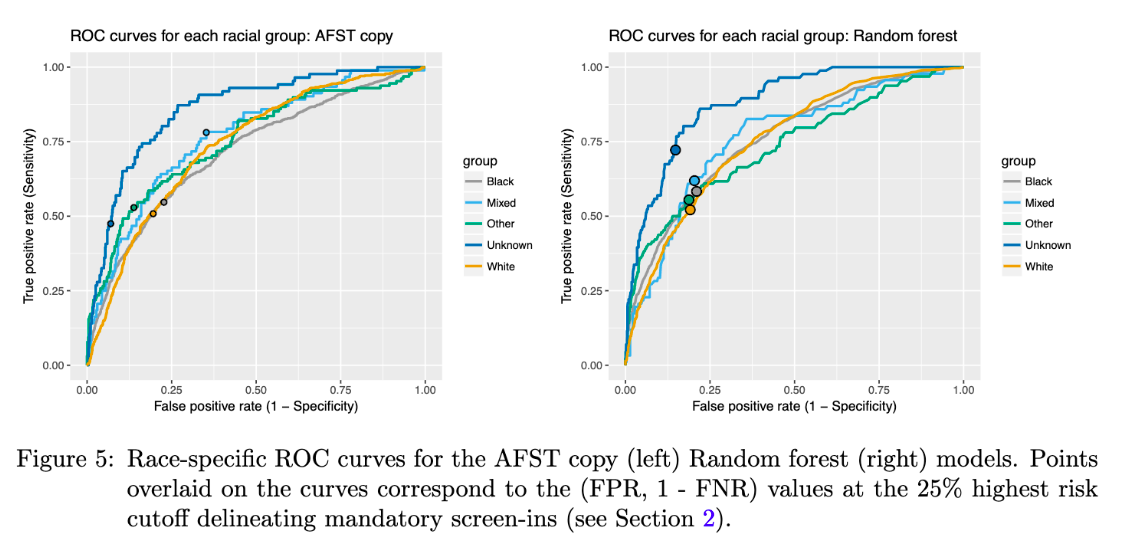 ROC curves for each racial group: AFST copy
True positive rate (Sensitivity)
1.00
0.75
0.50
0.25
0.00
0.00 0.25 0.50 0.75 1.00
False positive rate (1 − Specificity)
group
Black
Mixed
Other
Unknown
White
ROC curves for each racial group: Random forest
True positive rate (Sensitivity)
1.00
0.75
0.50
0.25
0.00
0.00 0.25 0.50 0.75 1.00
False positive rate (1 − Specificity)
group
Black
Mixed
Other
Unknown
White
Figure 5: Race-specific ROC curves for the AFST copy (left) Random forest (right) models. Points
overlaid on the curves correspond to the (FPR, 1 - FNR) values at the 25% highest risk
cutoff delineating mandatory screen-ins (see Section 2).